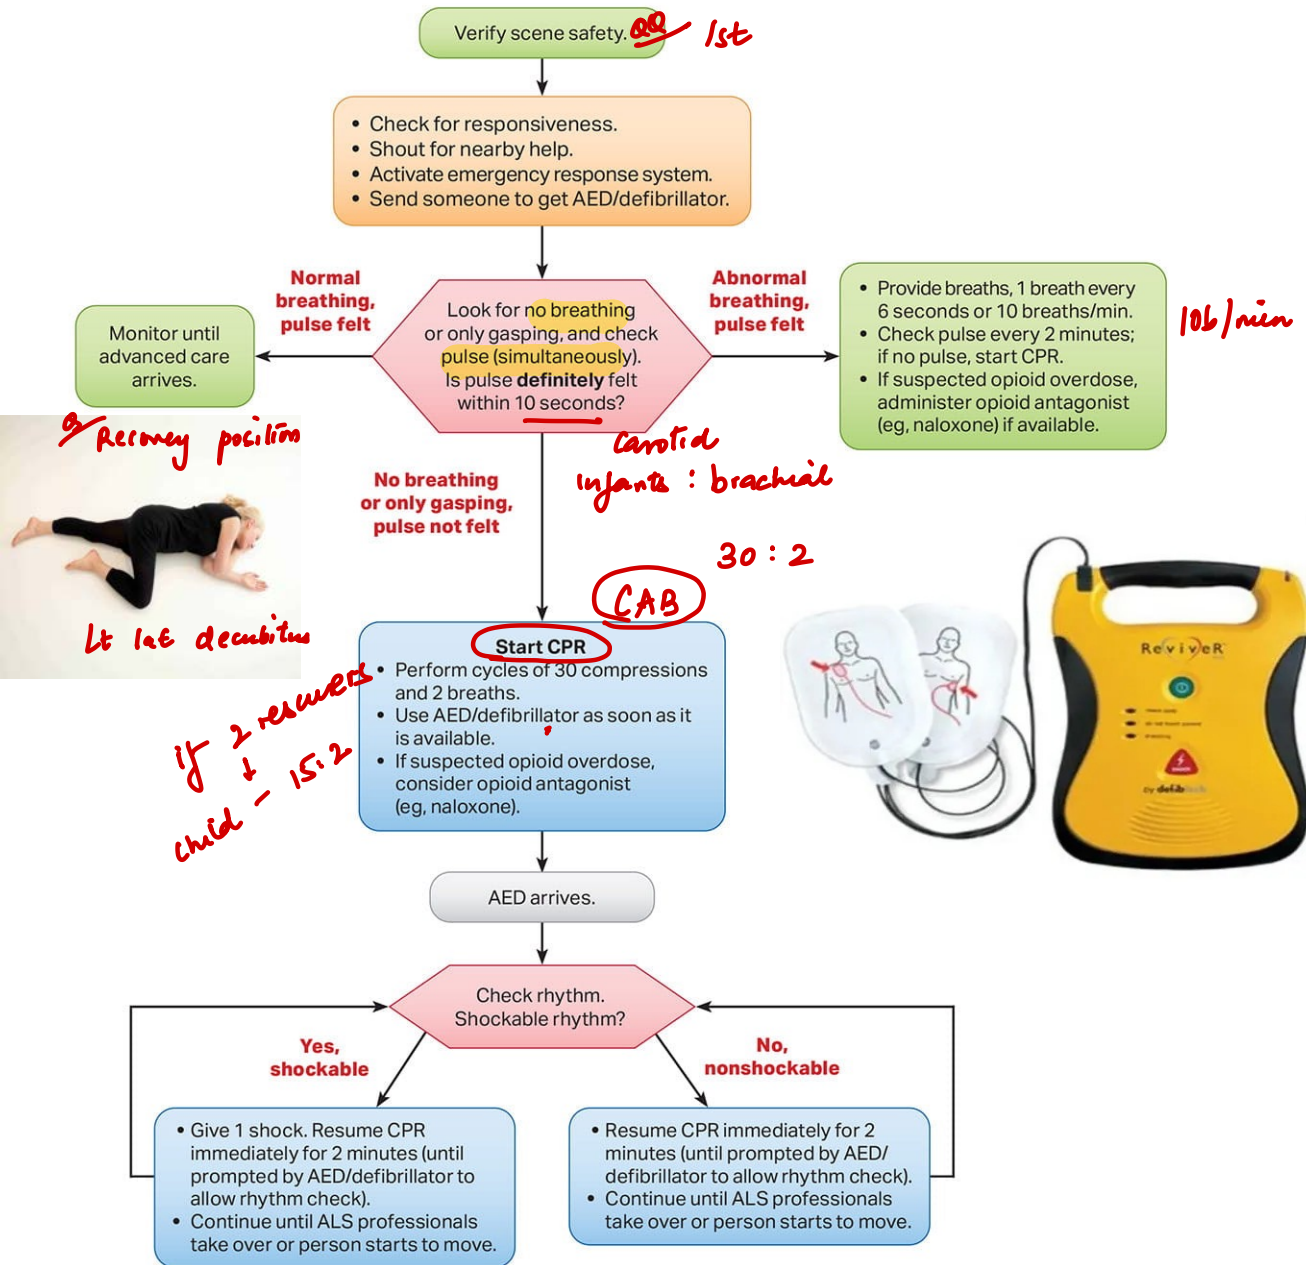 Verify scene safety. QQ 1st
• Check for responsiveness.
• Shout for nearby help.
• Activate emergency response system.
• Send someone to get AED/defibrillator.
Normal
breathing,
pulse felt
Look for no breathing
or only gasping, and check
pulse (simultaneously).
Is pulse definitely felt
within 10 seconds?
Abnormal
breathing,
pulse felt
Monitor until
advanced care
arrives.
• Provide breaths, 1 breath every
6 seconds or 10 breaths/min.
• Check pulse every 2 minutes;
if no pulse, start CPR.
• If suspected opioid overdose,
administer opioid antagonist
(eg, naloxone) if available.
10b/min
Q Recovery position
Lt lat decubitus
Carotid
infants : brachial
No breathing
or only gasping,
pulse not felt
30 : 2
CAB
Start CPR
• Perform cycles of 30 compressions
and 2 breaths.
• Use AED/defibrillator as soon as it
is available.
• If suspected opioid overdose,
consider opioid antagonist
(eg, naloxone).
if 2 rescuers
↓
child - 15:2
ReviveR
By defibtech
AED arrives.
Check rhythm.
Shockable rhythm?
Yes,
shockable
No,
nonshockable
• Give 1 shock. Resume CPR
immediately for 2 minutes (until
prompted by AED/defibrillator to
allow rhythm check).
• Continue until ALS professionals
take over or person starts to move.
• Resume CPR immediately for 2
minutes (until prompted by AED/
defibrillator to allow rhythm check).
• Continue until ALS professionals
take over or person starts to move.